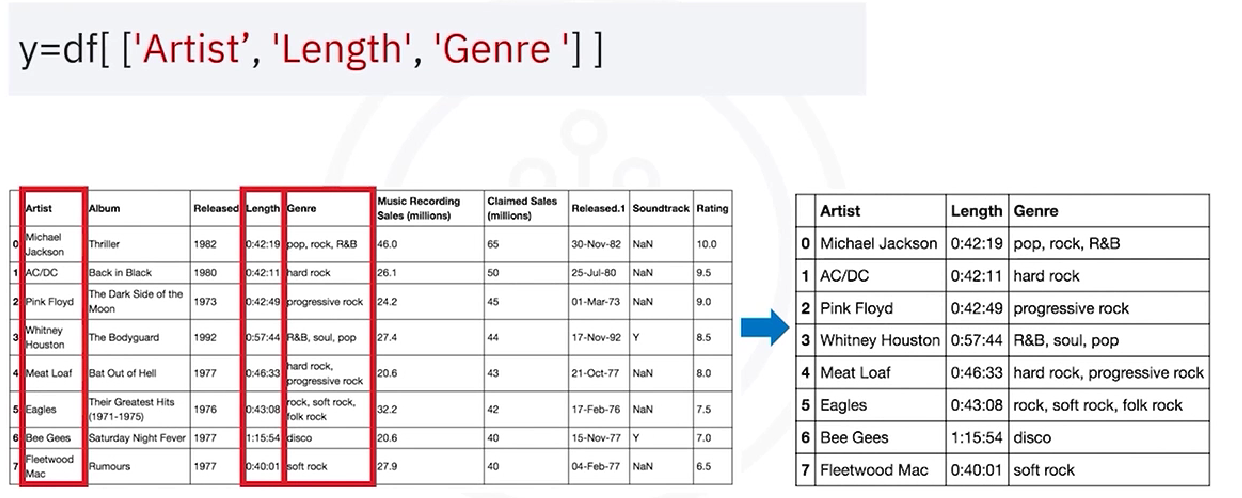 y=df[ ['Artist’, 'Length', 'Genre '] ]
Artist Album Released Length Genre Music Recording Sales (millions) Claimed Sales (millions) Released.1 Soundtrack Rating
0 Michael Jackson Thriller 1982 0:42:19 pop, rock, R&B 46.0 65 30-Nov-82 NaN 10.0
1 AC/DC Back in Black 1980 0:42:11 hard rock 26.1 50 25-Jul-80 NaN 9.5
2 Pink Floyd The Dark Side of the Moon 1973 0:42:49 progressive rock 24.2 45 01-Mar-73 NaN 9.0
3 Whitney Houston The Bodyguard 1992 0:57:44 R&B, soul, pop 27.4 44 17-Nov-92 Y 8.5
4 Meat Loaf Bat Out of Hell 1977 0:46:33 hard rock, progressive rock 20.6 43 21-Oct-77 NaN 8.0
5 Eagles Their Greatest Hits (1971-1975) 1976 0:43:08 rock, soft rock, folk rock 32.2 42 17-Feb-76 NaN 7.5
6 Bee Gees Saturday Night Fever 1977 1:15:54 disco 20.6 40 15-Nov-77 Y 7.0
7 Fleetwood Mac Rumours 1977 0:40:01 soft rock 27.9 40 04-Feb-77 NaN 6.5
Artist Length Genre
0 Michael Jackson 0:42:19 pop, rock, R&B
1 AC/DC 0:42:11 hard rock
2 Pink Floyd 0:42:49 progressive rock
3 Whitney Houston 0:57:44 R&B, soul, pop
4 Meat Loaf 0:46:33 hard rock, progressive rock
5 Eagles 0:43:08 rock, soft rock, folk rock
6 Bee Gees 1:15:54 disco
7 Fleetwood Mac 0:40:01 soft rock